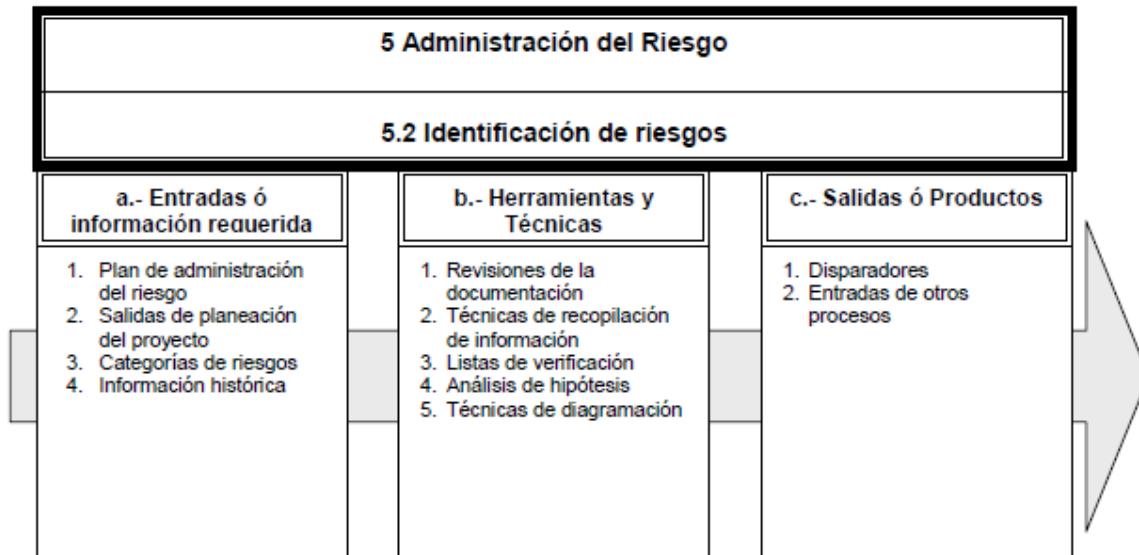 5 Administración del Riesgo
5.2 Identificación de riesgos
a.- Entradas ó
información requerida
1. Plan de administración
del riesgo
2. Salidas de planeación
del proyecto
3. Categorías de riesgos
4. Información histórica
b.- Herramientas y
Técnicas
1. Revisiones de la
documentación
2. Técnicas de recopilación
de información
3. Listas de verificación
4. Análisis de hipótesis
5. Técnicas de diagramación
c.- Salidas ó Productos
1. Disparadores
2. Entradas de otros
procesos